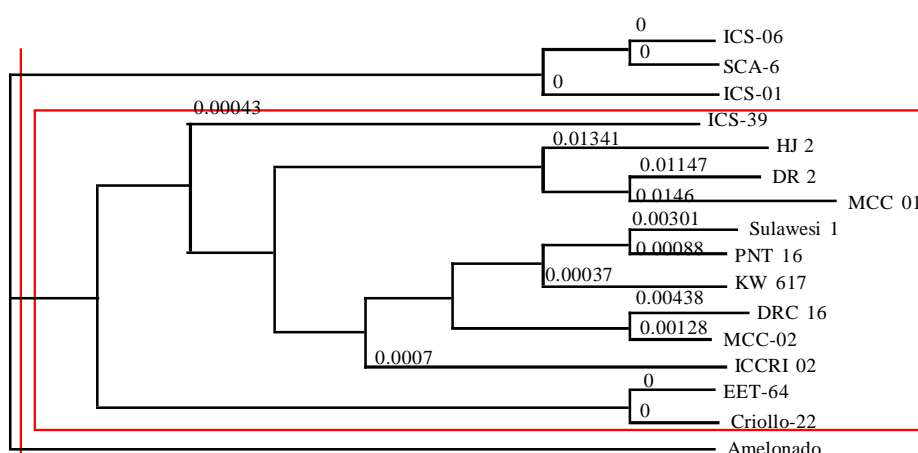 0
ICS-06
0
SCA-6
0
ICS-01
0.00043
ICS-39
0.01341
HJ 2
0.01147
DR 2
0.0146
MCC 01
0.00301
Sulawesi 1
0.00088
PNT 16
0.00037
KW 617
0.00438
DRC 16
0.00128
MCC-02
0.0007
ICCRI 02
0
EET-64
0
Criollo-22
Amelonado